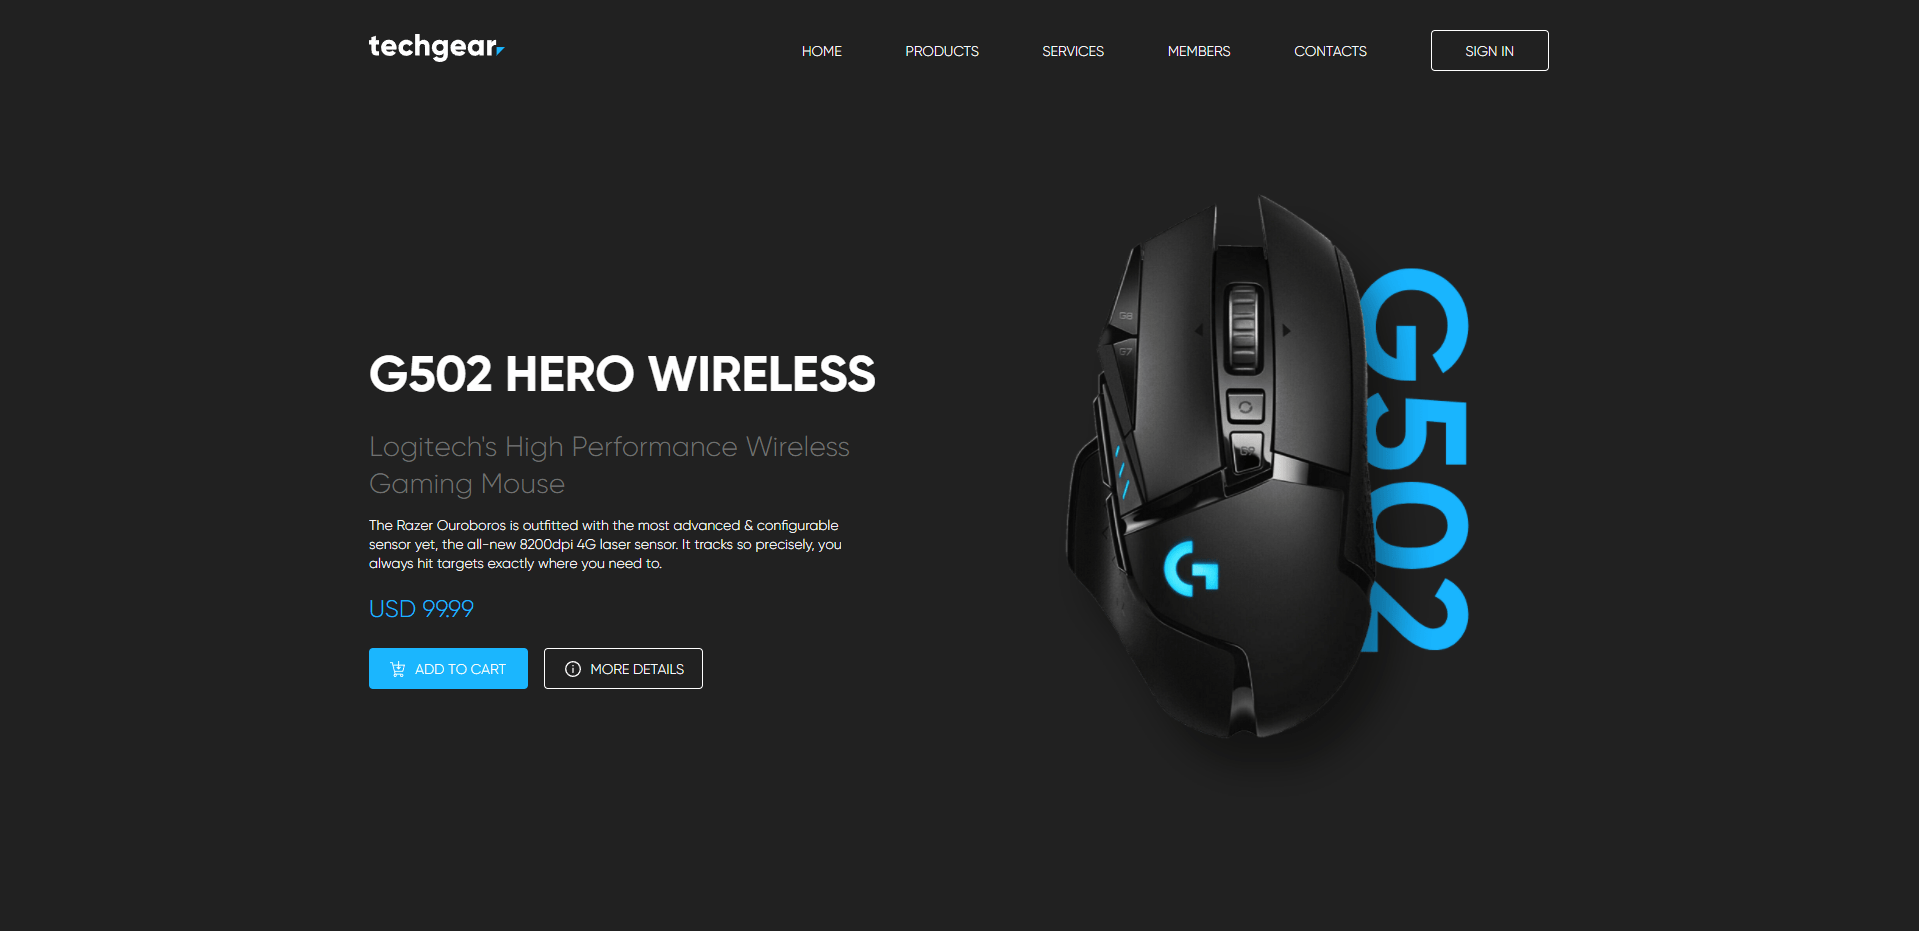 techgear
HOME PRODUCTS SERVICES MEMBERS CONTACTS SIGN IN
G502 HERO WIRELESS
Logitech's High Performance Wireless
Gaming Mouse
The Razer Ouroboros is outfitted with the most advanced & configurable
sensor yet, the all-new 8200dpi 4G laser sensor. It tracks so precisely, you
always hit targets exactly where you need to.
USD 99.99
ADD TO CART MORE DETAILS
G8
G7
G9
G
G502